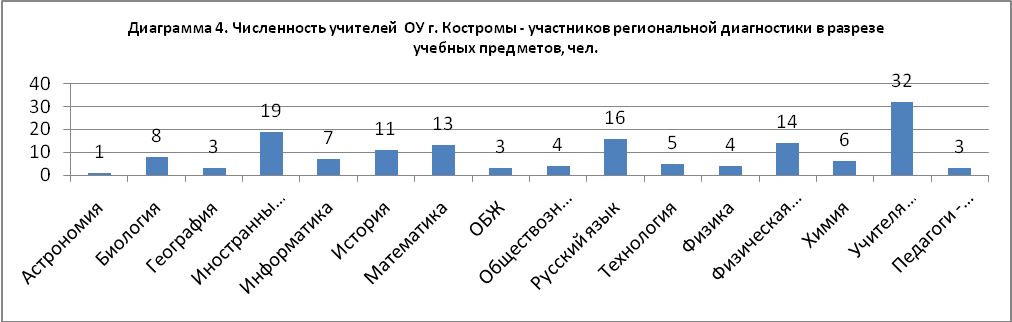 Диаграмма 4. Численность учителей ОУ г. Костромы - участников региональной диагностики в разрезе
учебных предметов, чел.
40
30
20
10
0
1
8
3
19
7
11
13
3
4
16
5
4
14
6
32
3
Астрономия
Биология
География
Иностранны...
Информатика
История
Математика
ОБЖ
Обществозн...
Русский язык
Технология
Физика
Физическая...
Химия
Учителя...
Педагоги -...